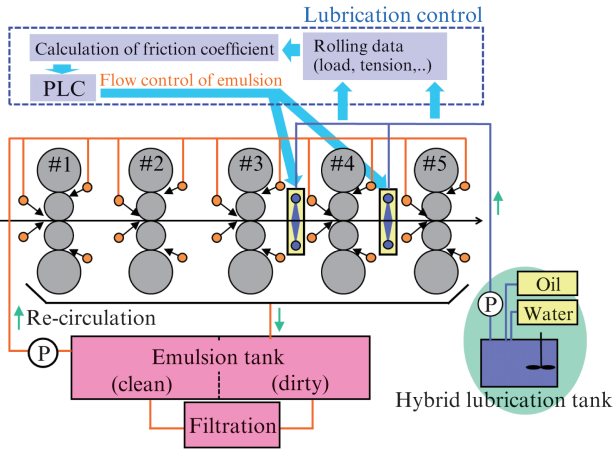 Lubrication control
Calculation of friction coefficient
Rolling data
(load, tension,..)
PLC
Flow control of emulsion
#1
#2
#3
#4
#5
Re-circulation
P
Emulsion tank
(clean)
(dirty)
Filtration
P
Oil
Water
Hybrid lubrication tank